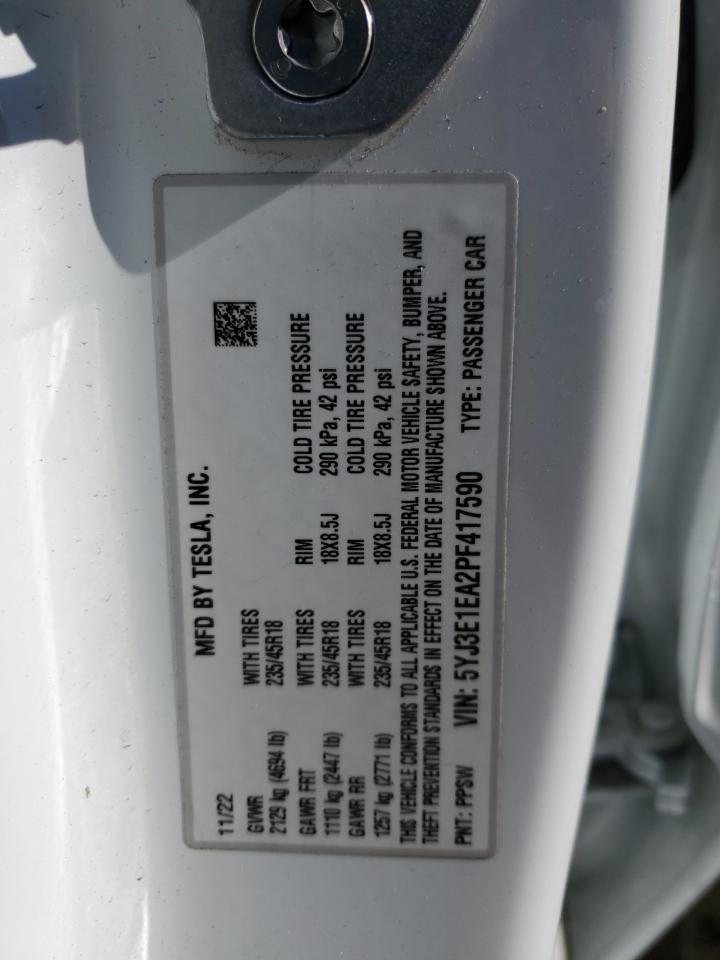 MFD BY TESLA, INC.
11/22
GVWR WITH TIRES
2129 kg (4694 lb) 235/45R18
GAWR FRT WITH TIRES RIM COLD TIRE PRESSURE
1110 kg (2447 lb) 235/45R18 18X8.5J 290 kPa, 42 psi
GAWR RR WITH TIRES RIM COLD TIRE PRESSURE
1257 kg (2771 lb) 235/45R18 18X8.5J 290 kPa, 42 psi
THIS VEHICLE CONFORMS TO ALL APPLICABLE U.S. FEDERAL MOTOR VEHICLE SAFETY, BUMPER, AND
THEFT PREVENTION STANDARDS IN EFFECT ON THE DATE OF MANUFACTURE SHOWN ABOVE.
PNT: PPSW VIN: 5YJ3E1EA2PF417590 TYPE: PASSENGER CAR